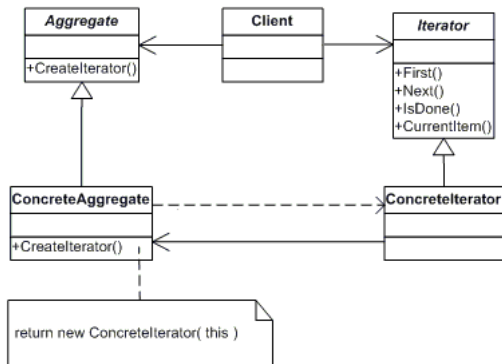 Aggregate
Client
Iterator
+CreateIterator()
+First()
+Next()
+IsDone()
+CurrentItem()
ConcreteAggregate
ConcreteIterator
+CreateIterator()
return new ConcreteIterator( this )